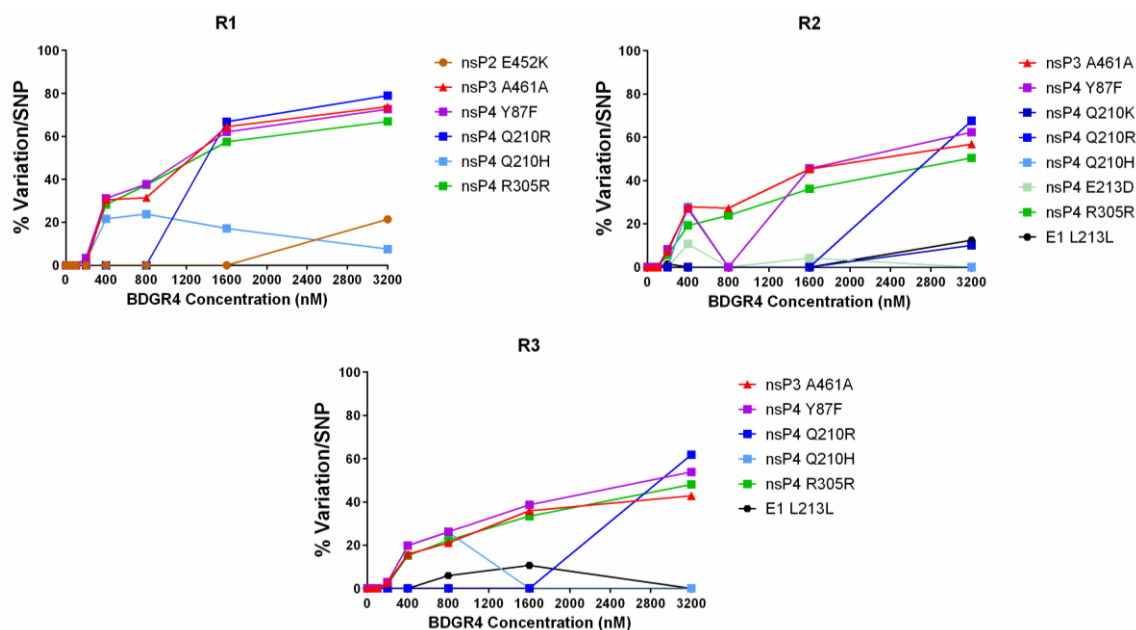 R1
% Variation/SNP
100
80
60
40
20
0
0 400 800 1200 1600 2000 2400 2800 3200
BDGR4 Concentration (nM)
nsP2 E452K
nsP3 A461A
nsP4 Y87F
nsP4 Q210R
nsP4 Q210H
nsP4 R305R
R2
% Variation/SNP
100
80
60
40
20
0
0 400 800 1200 1600 2000 2400 2800 3200
BDGR4 Concentration (nM)
nsP3 A461A
nsP4 Y87F
nsP4 Q210K
nsP4 Q210R
nsP4 Q210H
nsP4 E213D
nsP4 R305R
E1 L213L
R3
% Variation/SNP
100
80
60
40
20
0
0 400 800 1200 1600 2000 2400 2800 3200
BDGR4 Concentration (nM)
nsP3 A461A
nsP4 Y87F
nsP4 Q210R
nsP4 Q210H
nsP4 R305R
E1 L213L